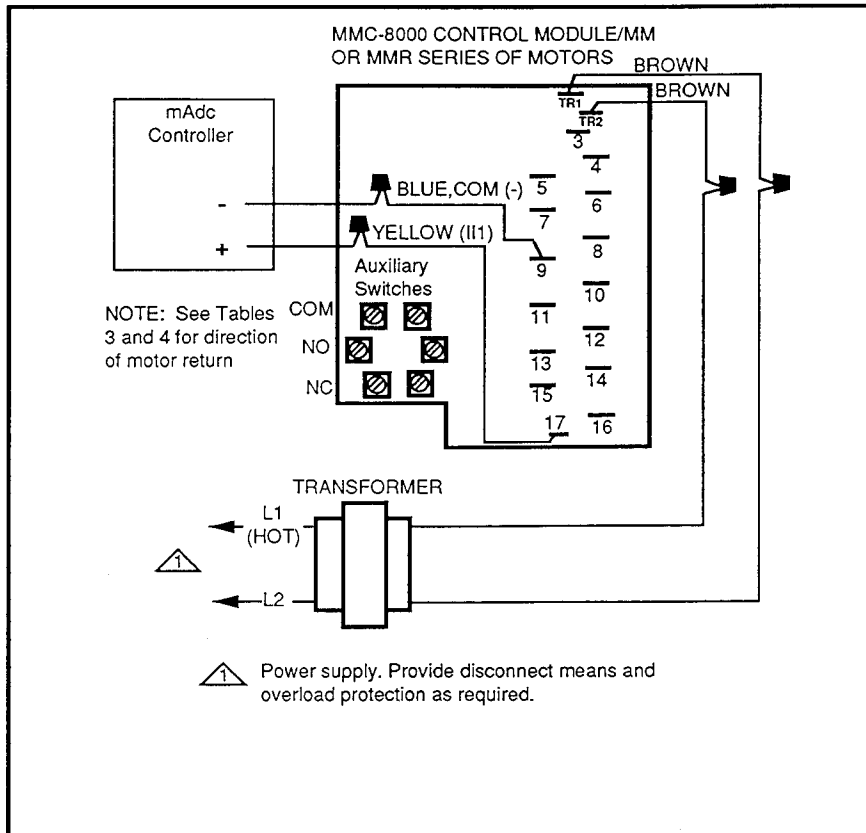 MMC-8000 CONTROL MODULE/MM
OR MMR SERIES OF MOTORS
BROWN
BROWN
TR1
TR2
mAdc
Controller
-
+
BLUE,COM (-)
YELLOW (II1)
3
4
5
6
7
8
9
10
11
12
13
14
15
16
17
Auxiliary
Switches
COM
NO
NC
NOTE: See Tables
3 and 4 for direction
of motor return
TRANSFORMER
L1
(HOT)
L2
1
1 Power supply. Provide disconnect means and
overload protection as required.